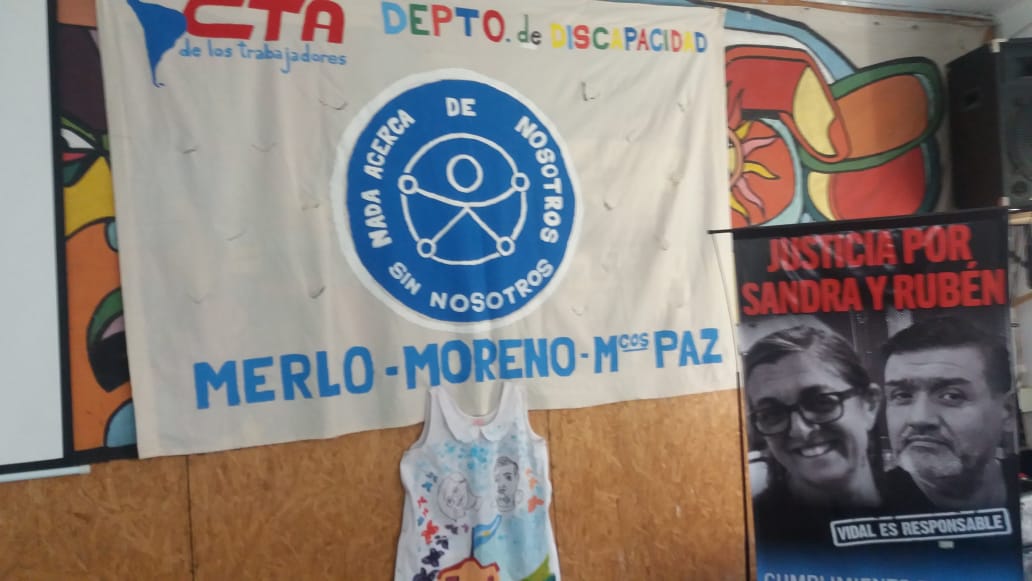 CTA
de los trabajadores
DEPTO. de DISCAPACIDAD
NADA ACERCA DE NOSOTROS
SIN NOSOTROS
MERLO - MORENO - Mcos PAZ
JUSTICIA POR
SANDRA Y RUBÉN
VIDAL ES RESPONSABLE